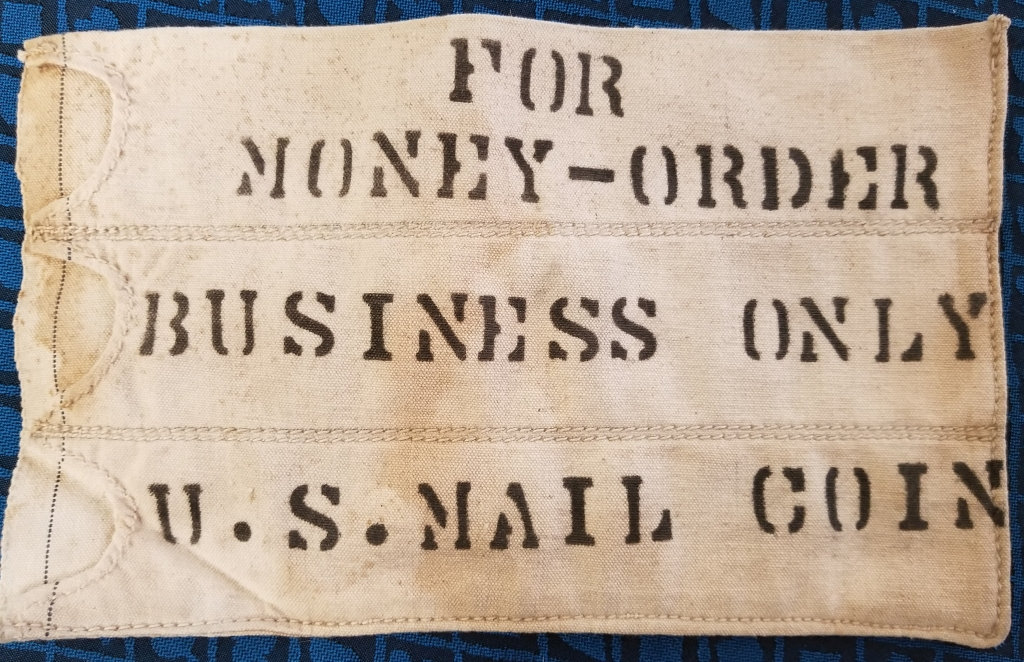 FOR
MONEY-ORDER
BUSINESS ONLY
U.S.MAIL COIN